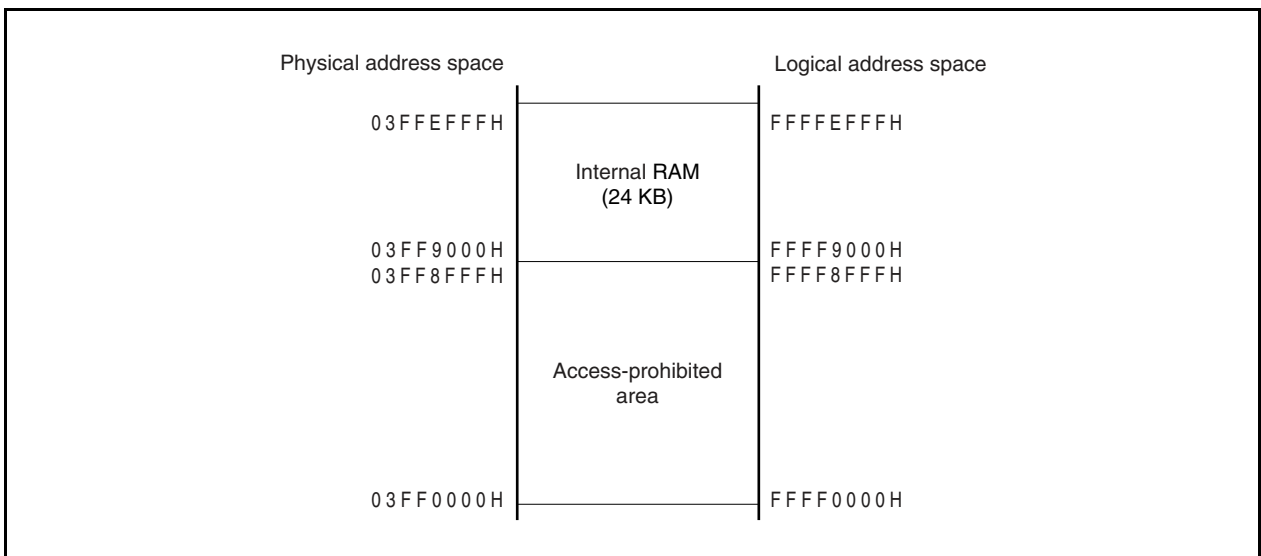 Physical address space
Logical address space
03FFEFFFH
FFFFEFFFH
Internal RAM
(24 KB)
03FF9000H
FFFF9000H
03FF8FFFH
FFFF8FFFH
Access-prohibited
area
03FF0000H
FFFF0000H